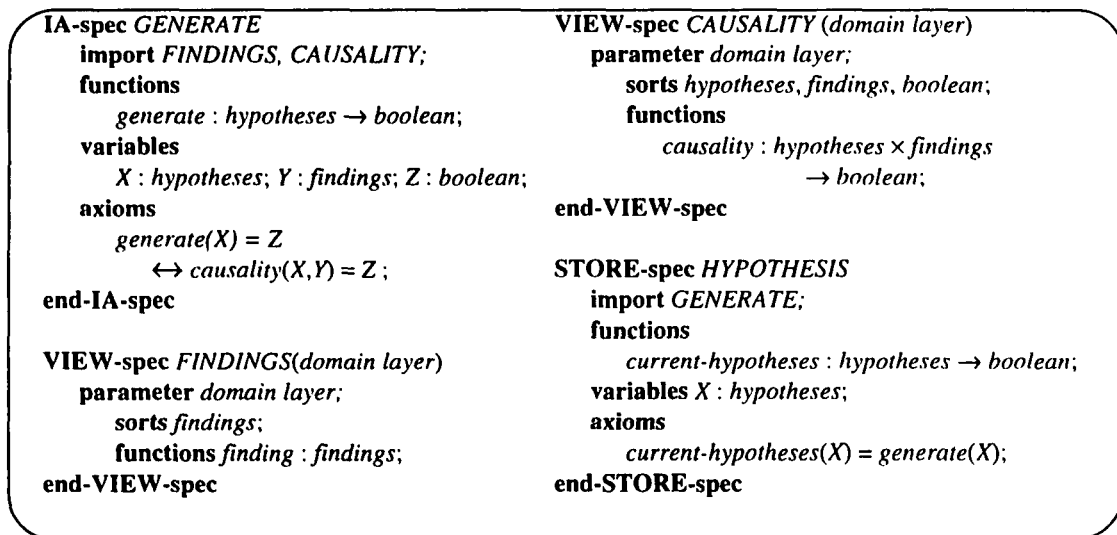 IA-spec GENERATE
import FINDINGS, CAUSALITY;
functions
generate : hypotheses → boolean;
variables
X : hypotheses; Y : findings; Z : boolean;
axioms
generate(X) = Z
↔ causality(X,Y) = Z ;
end-IA-spec
VIEW-spec FINDINGS(domain layer)
parameter domain layer;
sorts findings;
functions finding : findings;
end-VIEW-spec
VIEW-spec CAUSALITY (domain layer)
parameter domain layer;
sorts hypotheses, findings, boolean;
functions
causality : hypotheses × findings
→ boolean;
end-VIEW-spec
STORE-spec HYPOTHESIS
import GENERATE;
functions
current-hypotheses : hypotheses → boolean;
variables X : hypotheses;
axioms
current-hypotheses(X) = generate(X);
end-STORE-spec